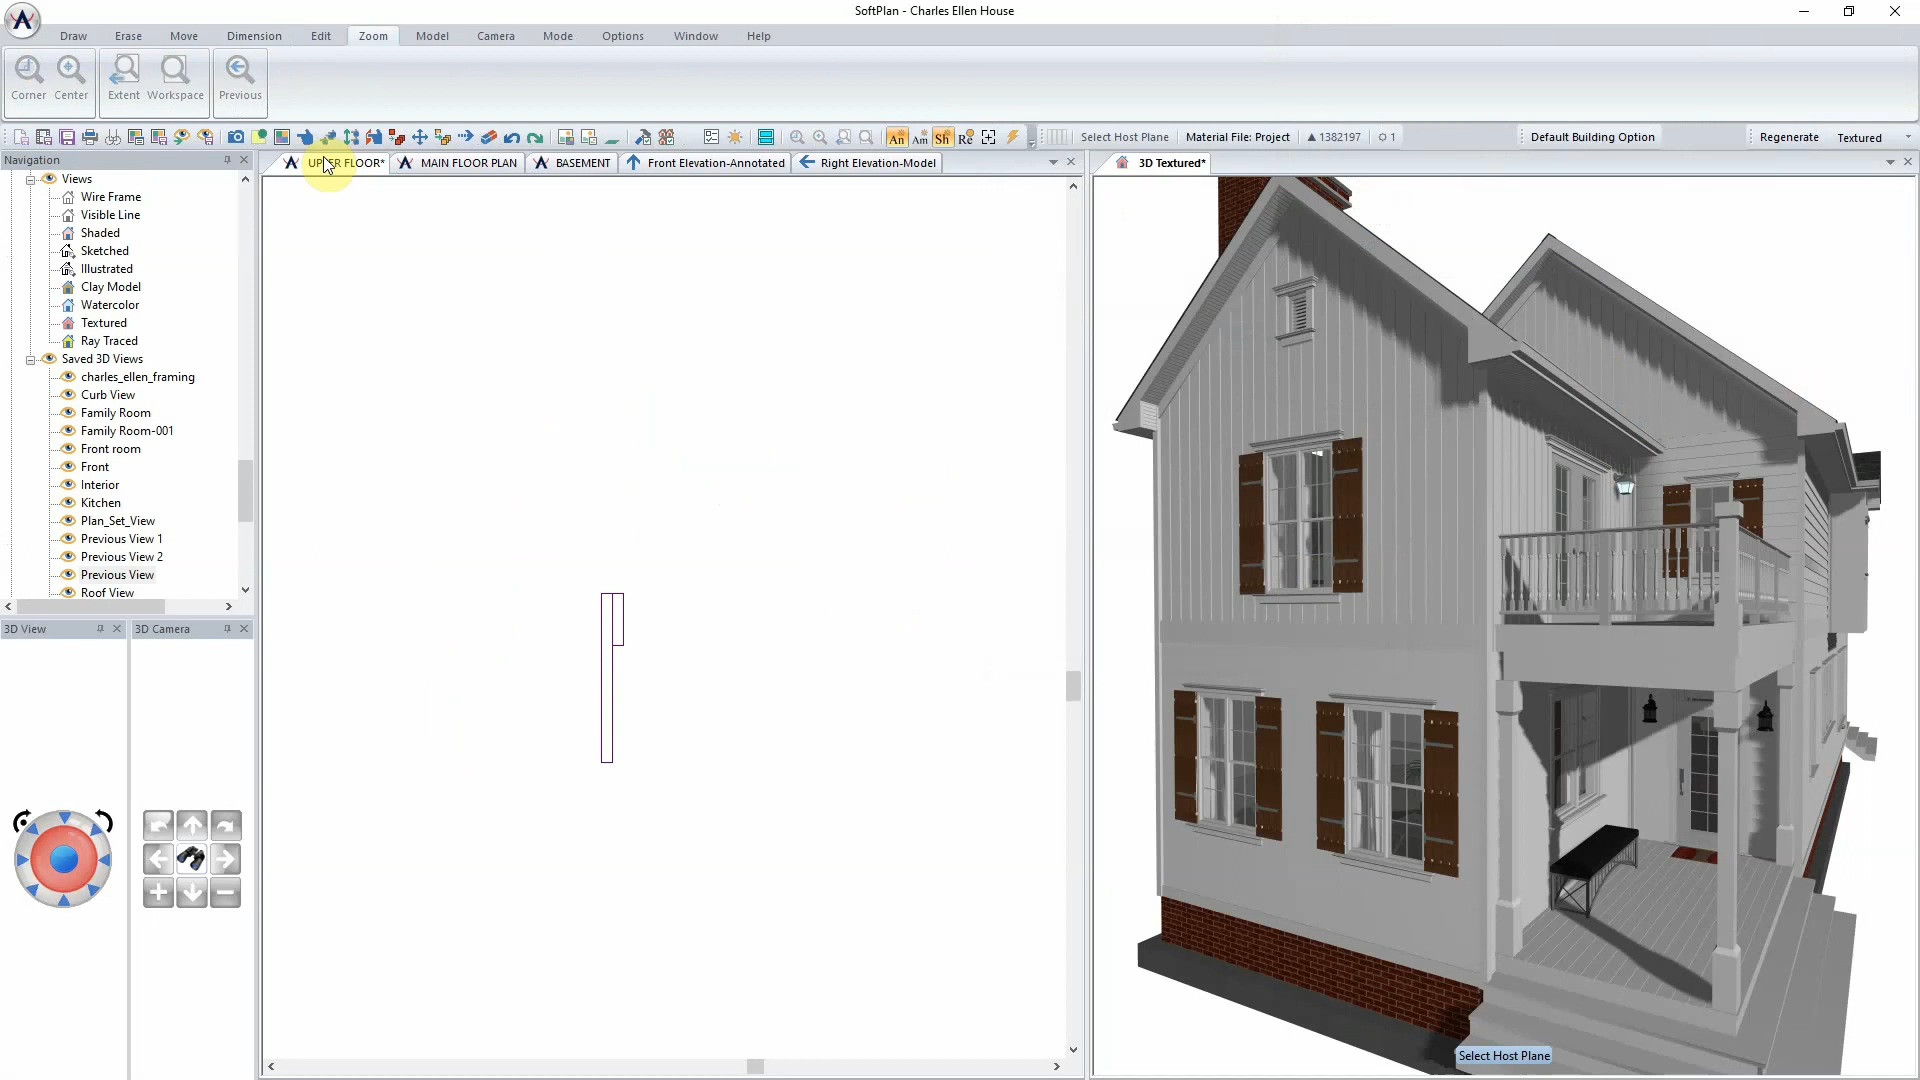 SoftPlan - Charles Ellen House
Draw Erase Move Dimension Edit Zoom Model Camera Mode Options Window Help
Corner Center Extent Workspace Previous
An Am Sh Re Select Host Plane Material File: Project 1382197 1 Default Building Option Regenerate Textured
Navigation
UPPER FLOOR* MAIN FLOOR PLAN BASEMENT Front Elevation-Annotated Right Elevation-Model 3D Textured*
Views
Wire Frame
Visible Line
Shaded
Sketched
Illustrated
Clay Model
Watercolor
Textured
Ray Traced
Saved 3D Views
charles_ellen_framing
Curb View
Family Room
Family Room-001
Front room
Front
Interior
Kitchen
Plan_Set_View
Previous View 1
Previous View 2
Previous View
Roof View
3D View 3D Camera
Select Host Plane